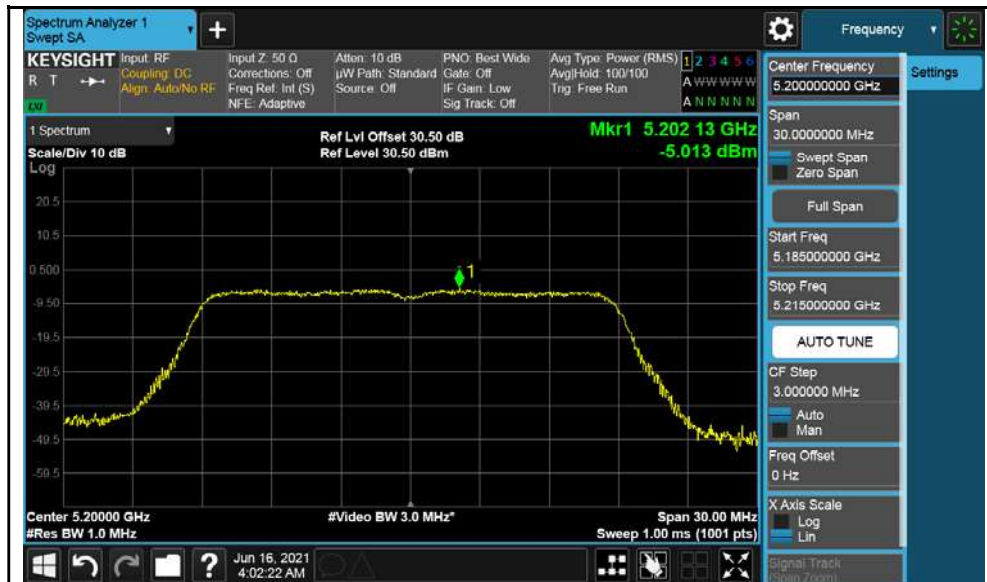 Spectrum Analyzer 1
Swept SA
Frequency
KEYSIGHT
R T
LXI
Input: RF
Coupling: DC
Align: Auto/No RF
Input Z: 50 Ω
Corrections: Off
Freq Ref: Int (S)
NFE: Adaptive
Atten: 10 dB
µW Path: Standard
Source: Off
PNO: Best Wide
Gate: Off
IF Gain: Low
Sig Track: Off
Avg Type: Power (RMS)
Avg|Hold: 100/100
Trig: Free Run
1 2 3 4 5 6
A W W W W W
A N N N N N
1 Spectrum
Scale/Div 10 dB
Log
Ref Lvl Offset 30.50 dB
Ref Level 30.50 dBm
Mkr1 5.202 13 GHz
-5.013 dBm
20.5
10.5
0.500
-9.50
-19.5
-29.5
-39.5
-49.5
-59.5
1
Center 5.20000 GHz
#Res BW 1.0 MHz
#Video BW 3.0 MHz*
Span 30.00 MHz
Sweep 1.00 ms (1001 pts)
Jun 16, 2021
4:02:22 AM
Center Frequency
5.200000000 GHz
Span
30.0000000 MHz
Swept Span
Zero Span
Full Span
Start Freq
5.185000000 GHz
Stop Freq
5.215000000 GHz
AUTO TUNE
CF Step
3.000000 MHz
Auto
Man
Freq Offset
0 Hz
X Axis Scale
Log
Lin
Signal Track
(Span Zoom)
Settings